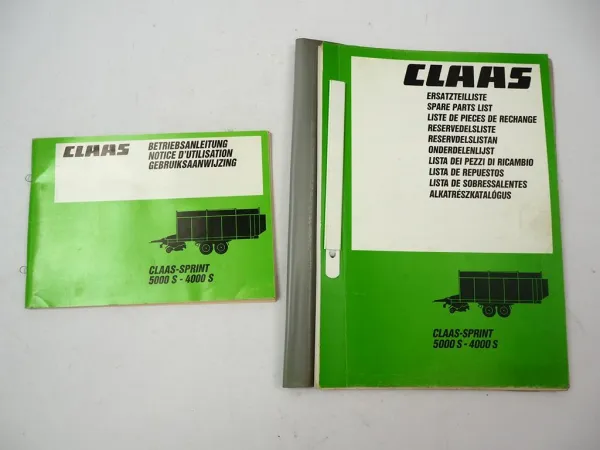 CLAAS
BETRIEBSANLEITUNG
NOTICE D'UTILISATION
GEBRUIKSAANWIJZING
CLAAS-SPRINT
5000 S - 4000 S
CLAAS
ERSATZTEILLISTE
SPARE PARTS LIST
LISTE DE PIECES DE RECHANGE
RESERVEDELSLISTE
RESERVDELSLISTAN
ONDERDELENLIJST
LISTA DEI PEZZI DI RICAMBIO
LISTA DE REPUESTOS
LISTA DE SOBRESSALENTES
ALKATRÉSZKATALÓGUS
CLAAS-SPRINT
5000 S - 4000 S